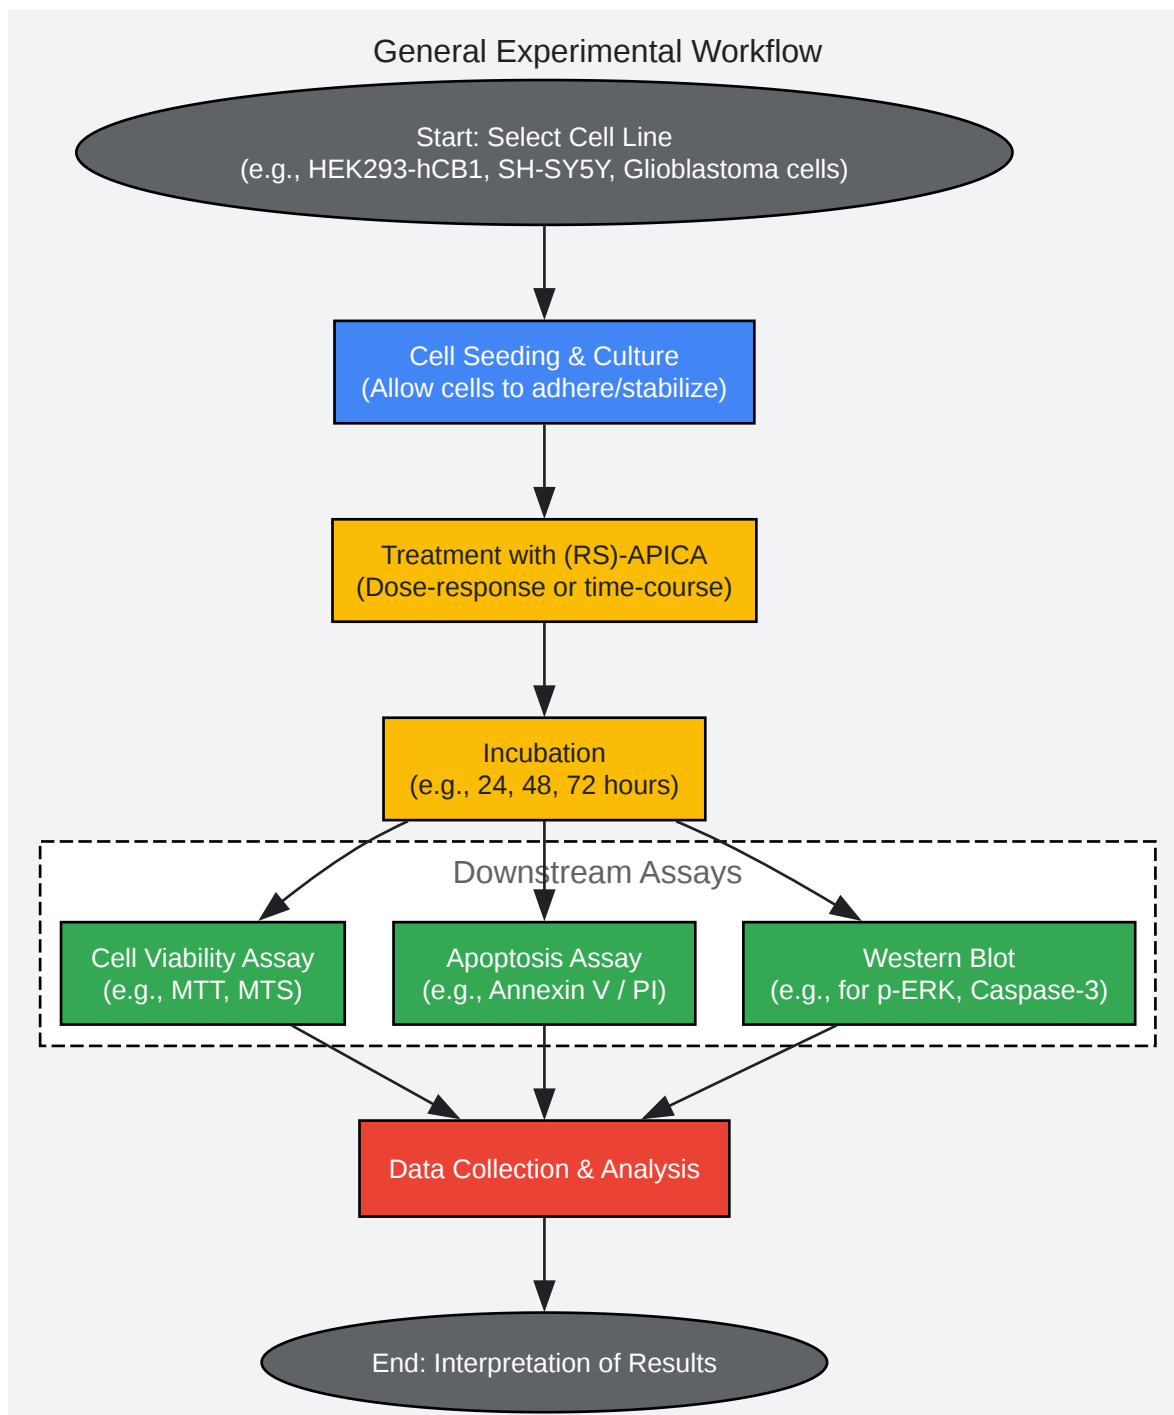 General Experimental Workflow
Start: Select Cell Line
(e.g., HEK293-hCB1, SH-SY5Y, Glioblastoma cells)
Cell Seeding & Culture
(Allow cells to adhere/stabilize)
Treatment with (RS)-APICA
(Dose-response or time-course)
Incubation
(e.g., 24, 48, 72 hours)
Downstream Assays
Cell Viability Assay
(e.g., MTT, MTS)
Apoptosis Assay
(e.g., Annexin V / PI)
Western Blot
(e.g., for p-ERK, Caspase-3)
Data Collection & Analysis
End: Interpretation of Results